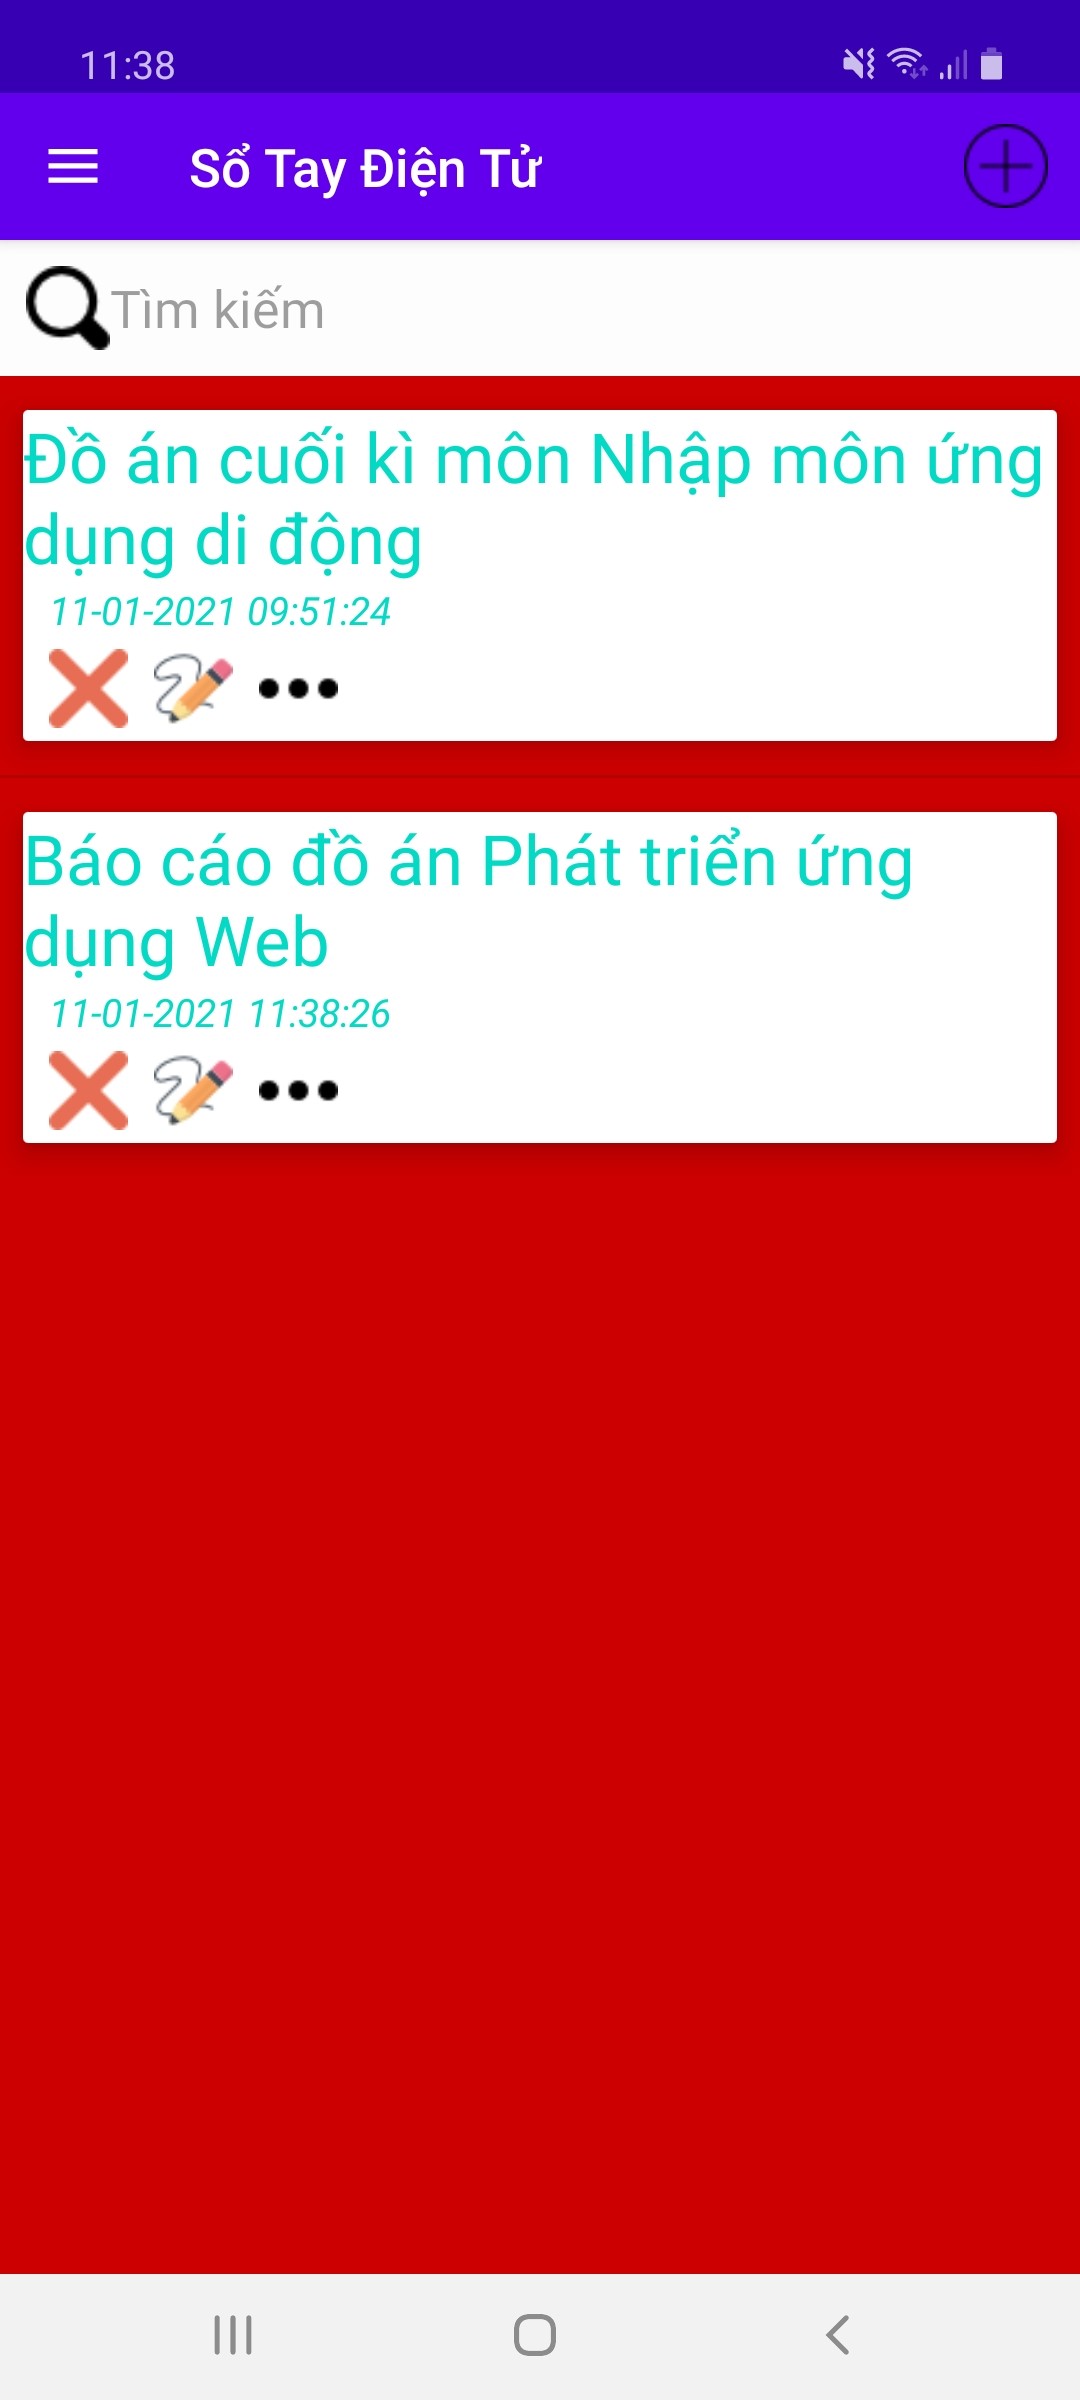 11:38
Sổ Tay Điện Tử
Tìm kiếm
Đồ án cuối kì môn Nhập môn ứng
dụng di động
11-01-2021 09:51:24
Báo cáo đồ án Phát triển ứng
dụng Web
11-01-2021 11:38:26